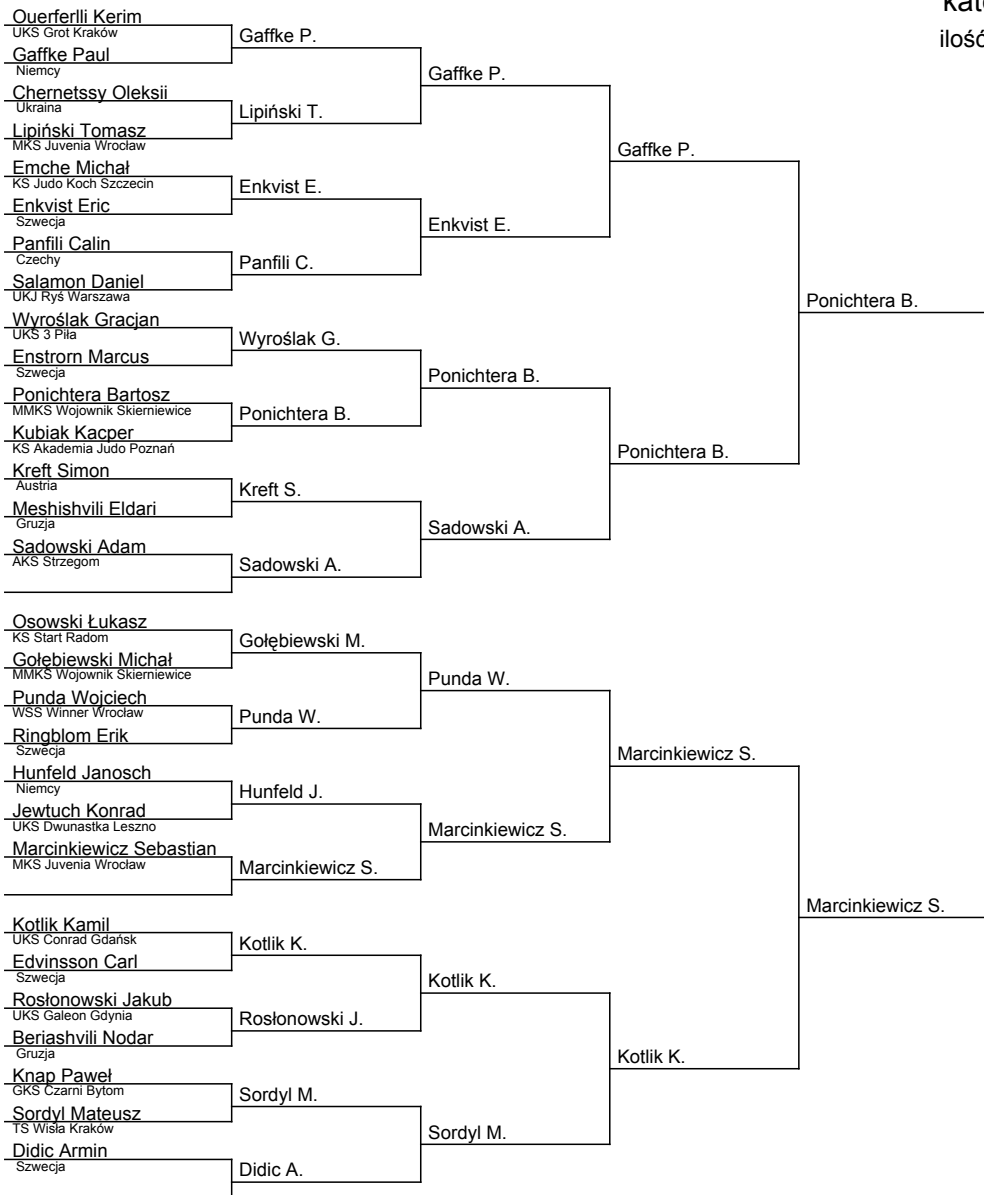 kate
ilość
Ouerferlli Kerim
UKS Grot Kraków
Gaffke P.
Gaffke Paul
Niemcy
Gaffke P.
Chernetssy Oleksii
Ukraina
Lipiński T.
Lipiński Tomasz
MKS Juvenia Wrocław
Gaffke P.
Emche Michał
KS Judo Koch Szczecin
Enkvist E.
Enkvist Eric
Szwecja
Enkvist E.
Panfili Calin
Czechy
Panfili C.
Salamon Daniel
UKJ Ryś Warszawa
Ponichtera B.
Wyroślak Gracjan
UKS 3 Piła
Wyroślak G.
Enstrorn Marcus
Szwecja
Ponichtera B.
Ponichtera Bartosz
MMKS Wojownik Skierniewice
Ponichtera B.
Kubiak Kacper
KS Akademia Judo Poznań
Ponichtera B.
Kreft Simon
Austria
Kreft S.
Meshishvili Eldari
Gruzja
Sadowski A.
Sadowski Adam
AKS Strzegom
Sadowski A.
Osowski Łukasz
KS Start Radom
Gołębiewski M.
Gołębiewski Michał
MMKS Wojownik Skierniewice
Punda W.
Punda Wojciech
WSS Winner Wrocław
Punda W.
Ringblom Erik
Szwecja
Marcinkiewicz S.
Hunfeld Janosch
Niemcy
Hunfeld J.
Jewtuch Konrad
UKS Dwunastka Leszno
Marcinkiewicz S.
Marcinkiewicz Sebastian
MKS Juvenia Wrocław
Marcinkiewicz S.
Marcinkiewicz S.
Kotlik Kamil
UKS Conrad Gdańsk
Kotlik K.
Edvinsson Carl
Szwecja
Kotlik K.
Rosłonowski Jakub
UKS Galeon Gdynia
Rosłonowski J.
Beriashvili Nodar
Gruzja
Kotlik K.
Knap Paweł
GKS Czarni Bytom
Sordyl M.
Sordyl Mateusz
TS Wisła Kraków
Sordyl M.
Didic Armin
Szwecja
Didic A.